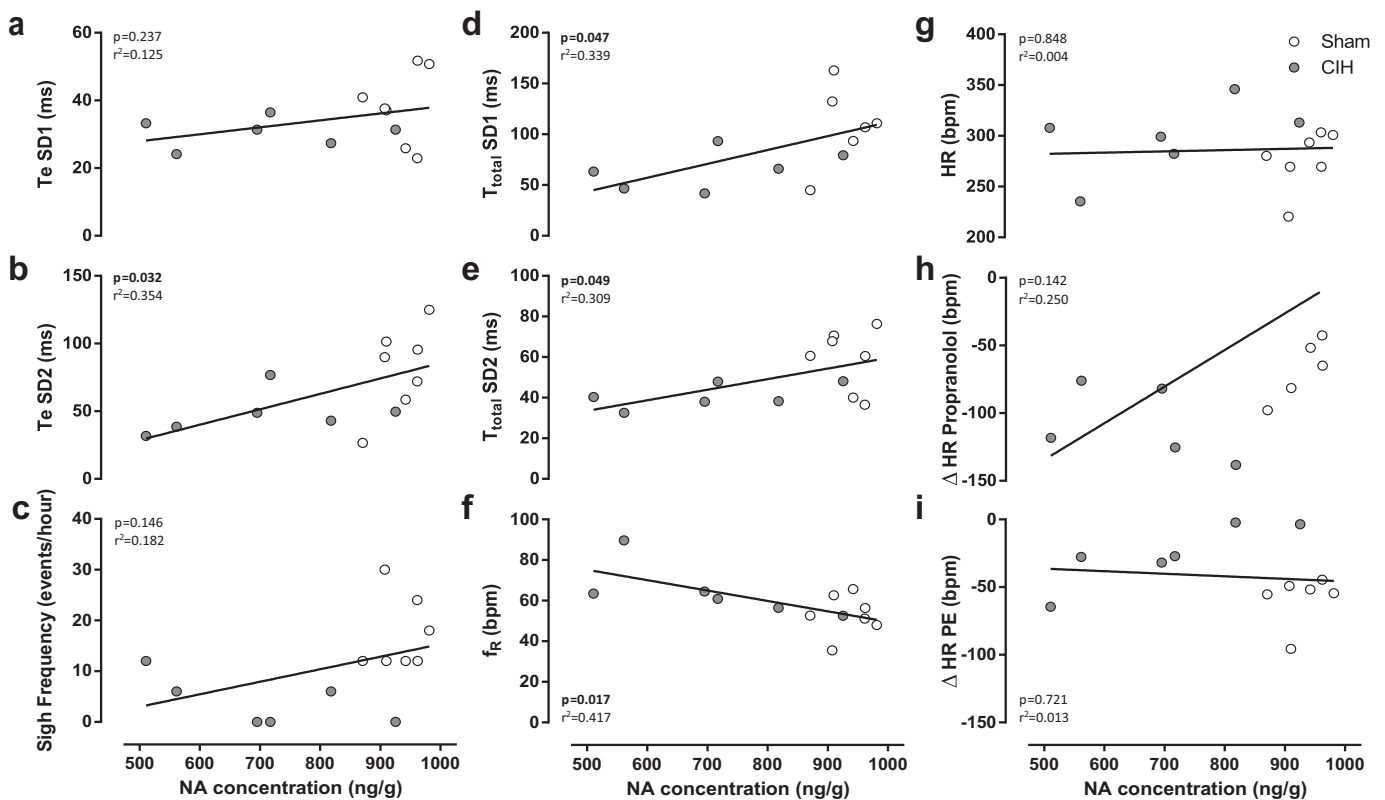 a
p=0.237
r²=0.125
Te SD1 (ms)
60
40
20
0
b
p=0.032
r²=0.354
Te SD2 (ms)
150
100
50
0
c
p=0.146
r²=0.182
Sigh Frequency (events/hour)
40
30
20
10
0
500 600 700 800 900 1000
NA concentration (ng/g)
d
p=0.047
r²=0.339
Ttotal SD1 (ms)
200
150
100
50
0
e
p=0.049
r²=0.309
Ttotal SD2 (ms)
100
80
60
40
20
0
f
p=0.017
r²=0.417
fR (bpm)
100
80
60
40
20
0
500 600 700 800 900 1000
NA concentration (ng/g)
g
p=0.848
r²=0.004
Sham
CIH
HR (bpm)
400
350
300
250
200
h
p=0.142
r²=0.250
Δ HR Propranolol (bpm)
0
-50
-100
-150
i
p=0.721
r²=0.013
Δ HR PE (bpm)
0
-50
-100
-150
500 600 700 800 900 1000
NA concentration (ng/g)